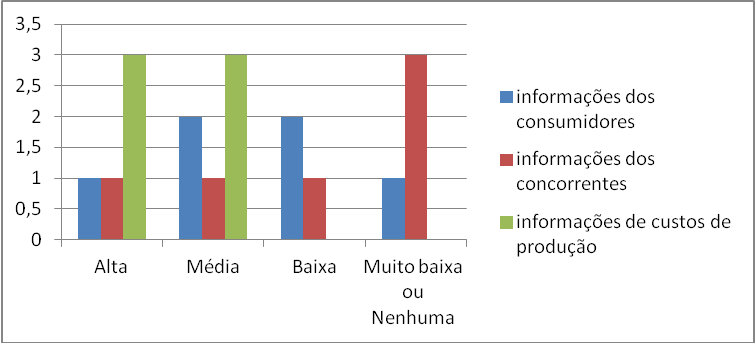 3,5
3
2,5
2
1,5
1
0,5
0
Alta
Média
Baixa
Muito baixa
ou
Nenhuma
informações dos
consumidores
informações dos
concorrentes
informações de custos de
produção